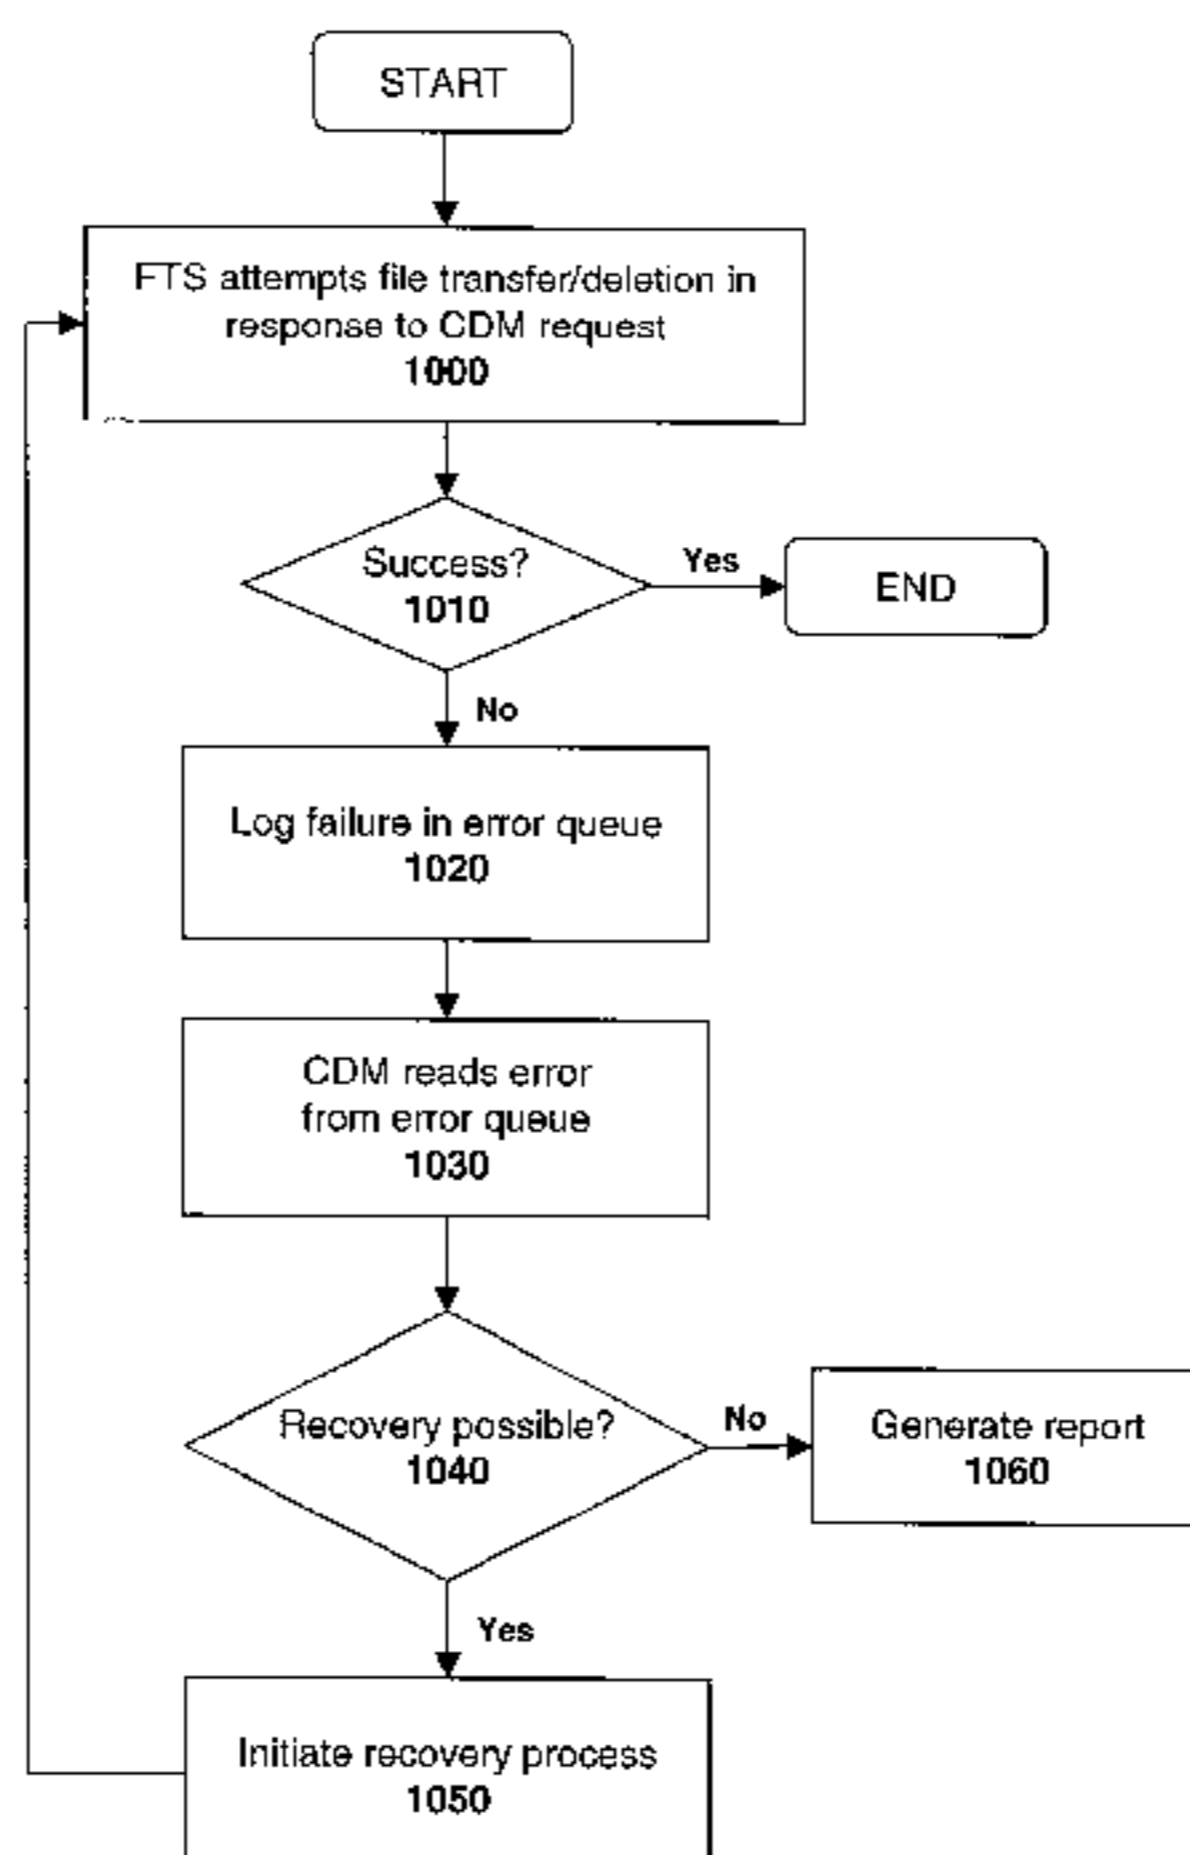 START
FTS attempts file transfer/deletion in
response to CDM request
1000
Success?
1010
Yes
END
No
Log failure in error queue
1020
CDM reads error
from error queue
1030
Recovery possible?
1040
No
Generate report
1060
Yes
Initiate recovery process
1050